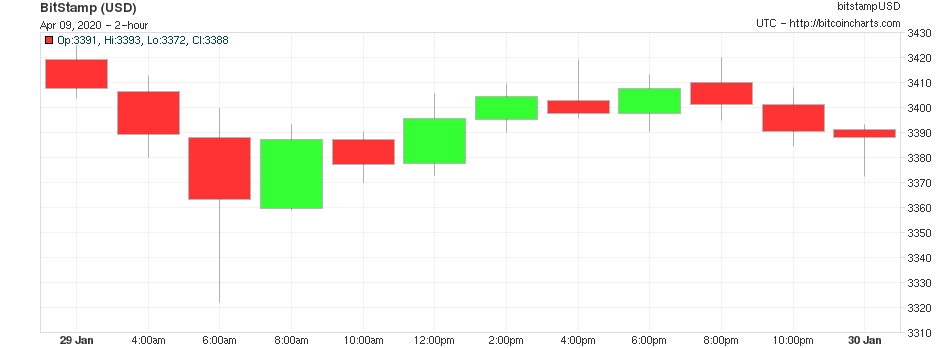 BitStamp (USD)
bitstampUSD
Apr 09, 2020 - 2-hour
UTC - http://bitcoincharts.com
Op:3391, Hi:3393, Lo:3372, Cl:3388
3430
3420
3410
3400
3390
3380
3370
3360
3350
3340
3330
3320
3310
29 Jan 4:00am 6:00am 8:00am 10:00am 12:00pm 2:00pm 4:00pm 6:00pm 8:00pm 10:00pm 30 Jan